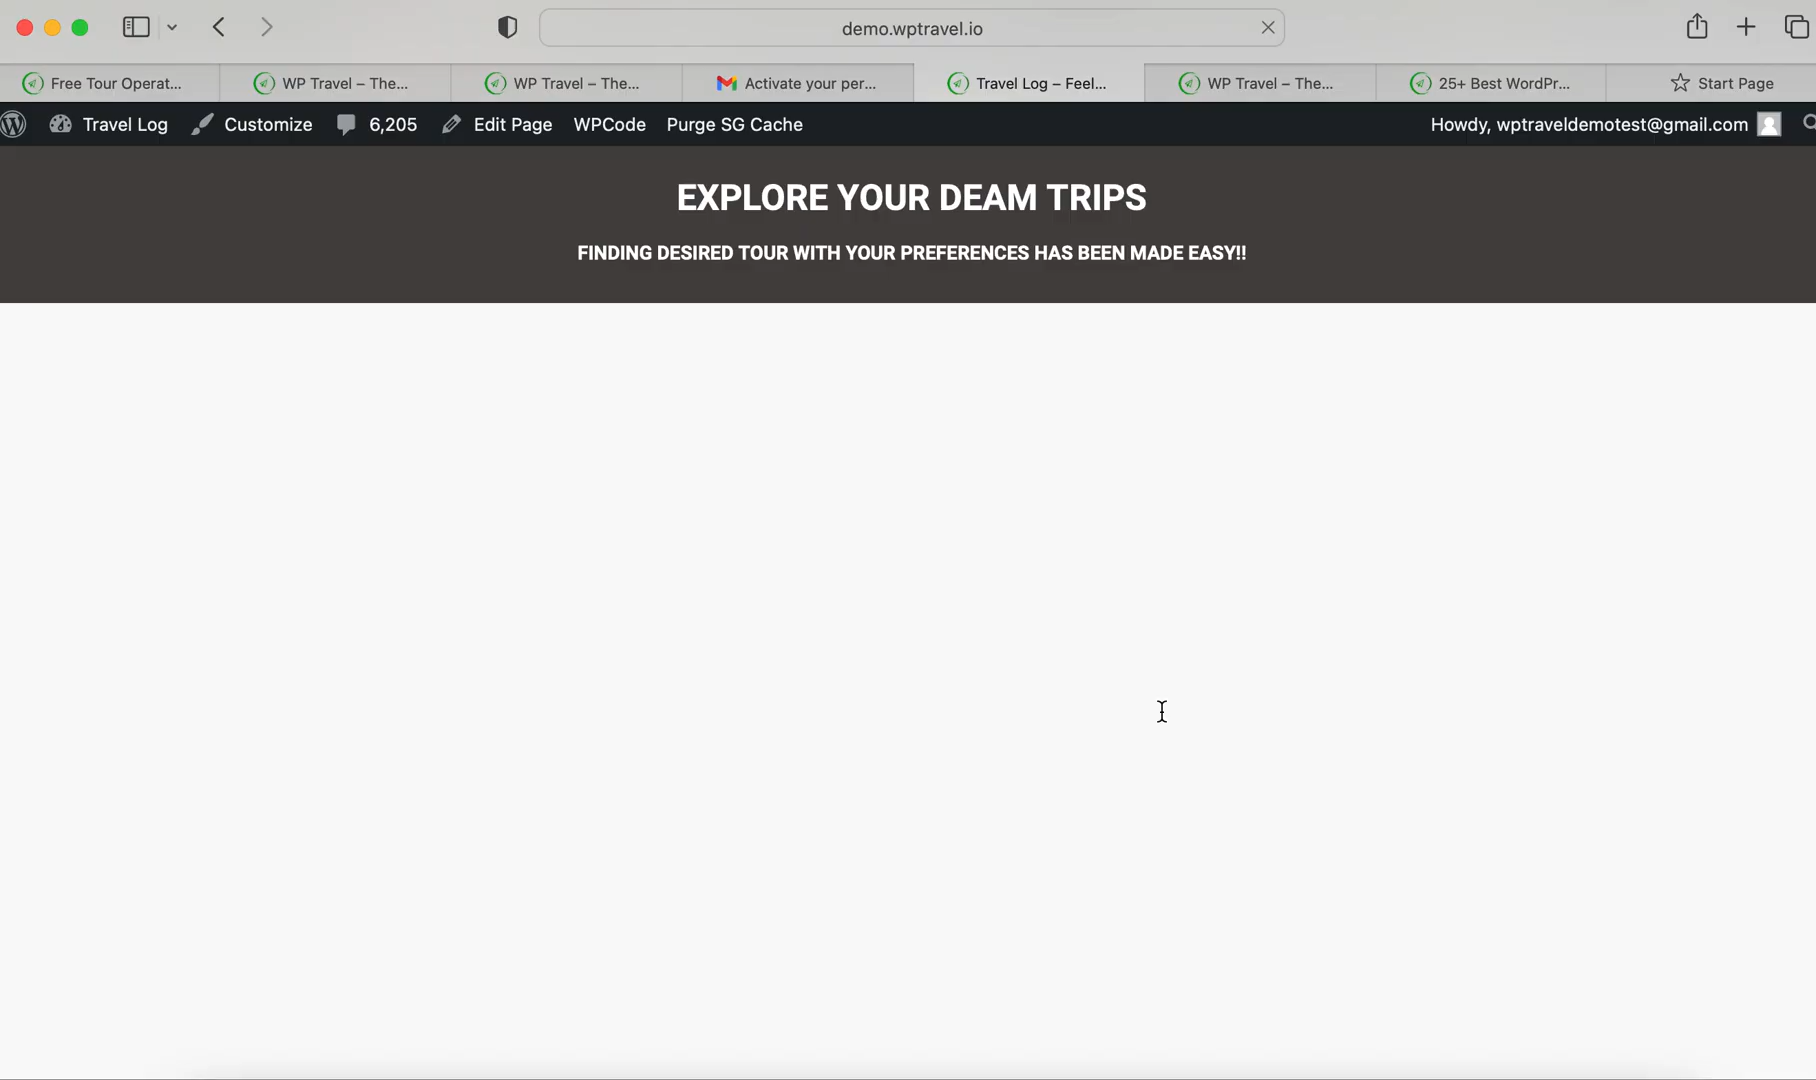 demo.wptravel.io
Free Tour Operat...
WP Travel – The...
WP Travel – The...
Activate your per...
Travel Log – Feel...
WP Travel – The...
25+ Best WordPr...
Start Page
Travel Log
Customize
6,205
Edit Page
WPCode
Purge SG Cache
Howdy, wptraveldemotest@gmail.com
EXPLORE YOUR DEAM TRIPS
FINDING DESIRED TOUR WITH YOUR PREFERENCES HAS BEEN MADE EASY!!